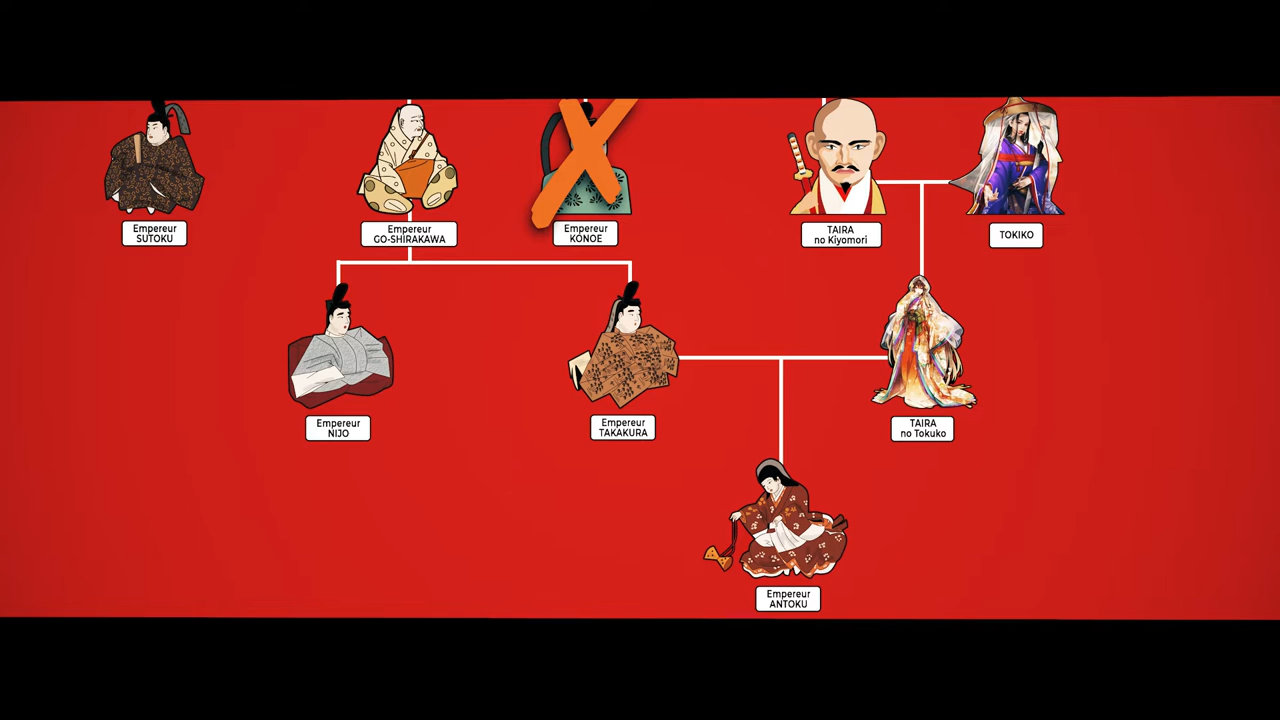 Empereur
SUTOKU
Empereur
GO-SHIRAKAWA
Empereur
KONOE
TAIRA
no Kiyomori
TOKIKO
Empereur
NIJO
Empereur
TAKAKURA
TAIRA
no Tokuko
Empereur
ANTOKU